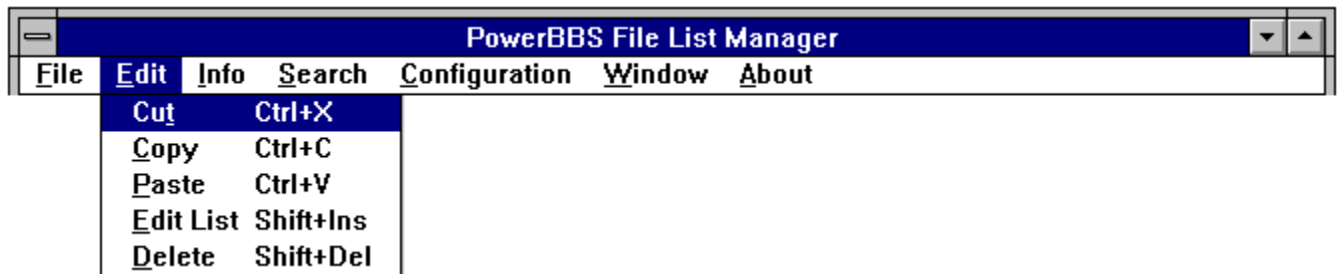 PowerBBS File List Manager
File Edit Info Search Configuration Window About
Cut Ctrl+X
Copy Ctrl+C
Paste Ctrl+V
Edit List Shift+Ins
Delete Shift+Del